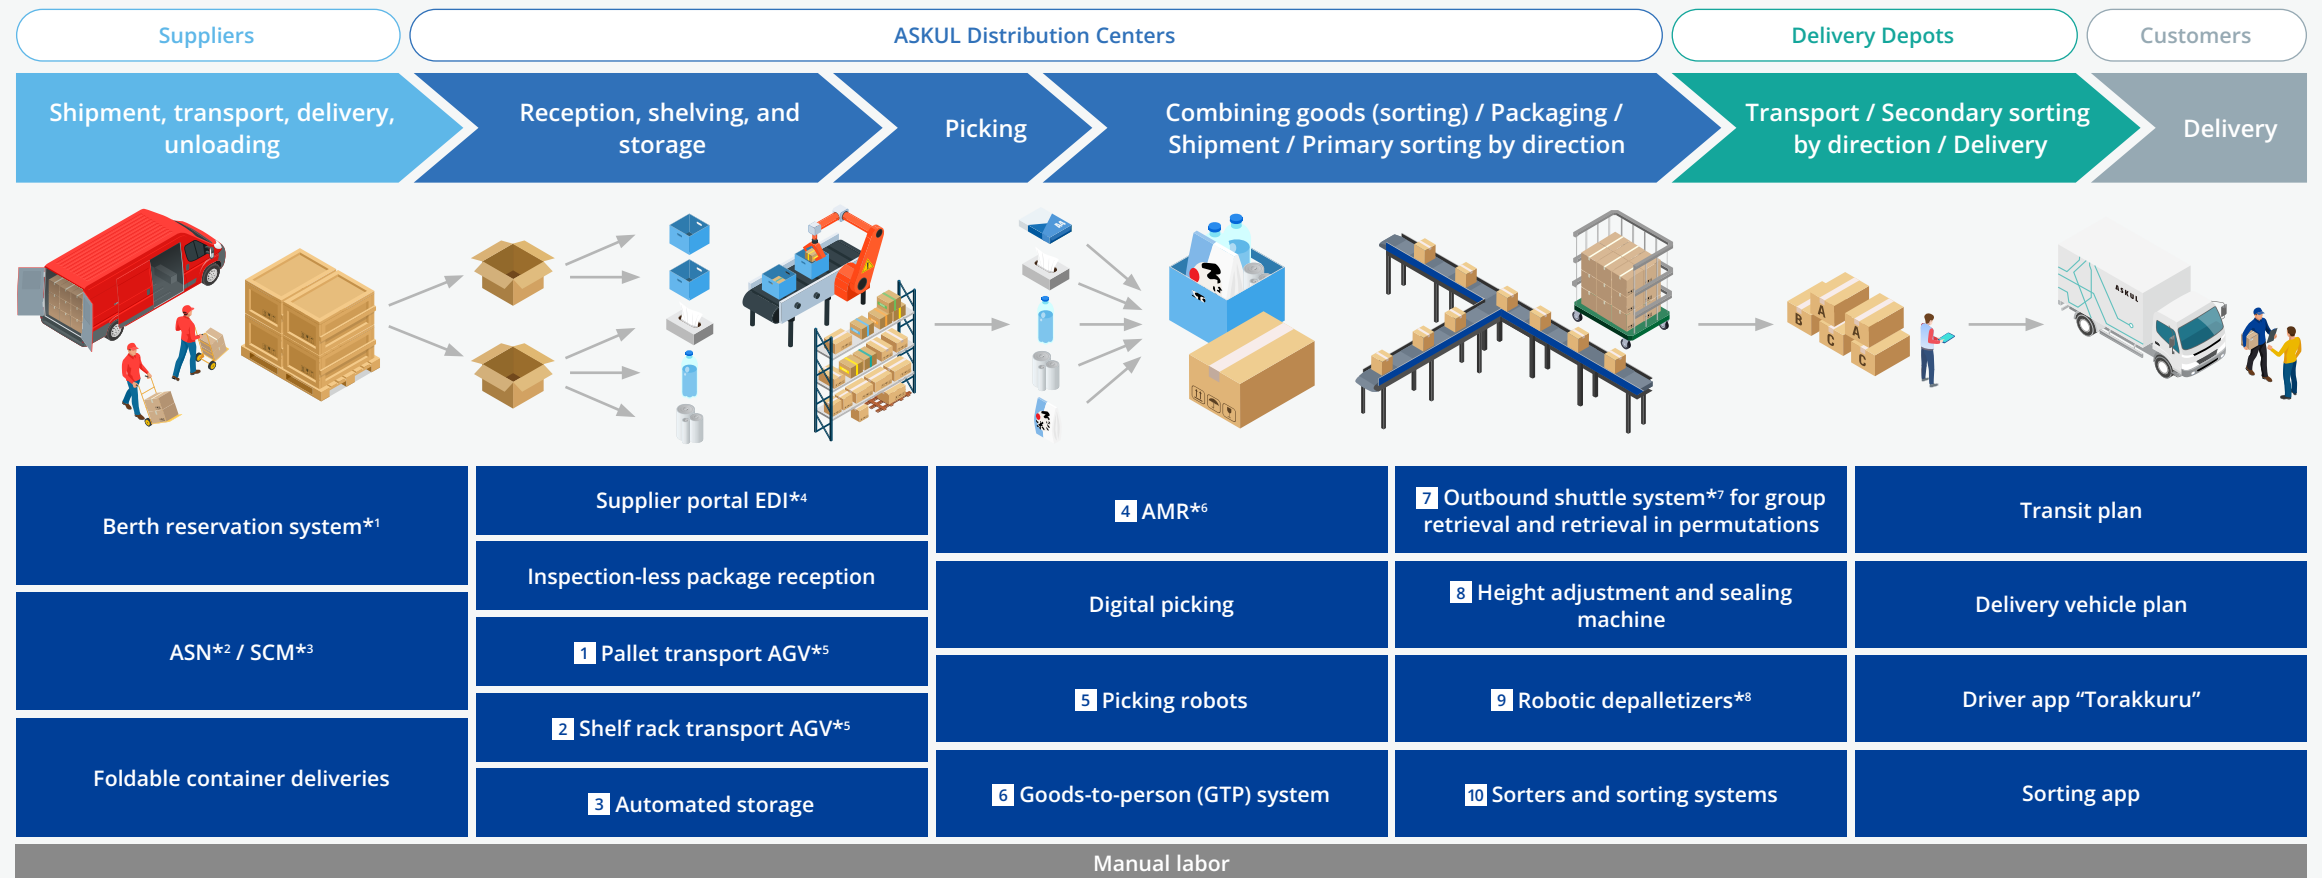 Suppliers
ASKUL Distribution Centers
Delivery Depots
Customers
Shipment, transport, delivery,
unloading
Reception, shelving, and
storage
Picking
Combining goods (sorting) / Packaging /
Shipment / Primary sorting by direction
Transport / Secondary sorting
by direction / Delivery
Delivery
B
A
C
A
C
ASKUL
Berth reservation system*1
ASN*2 / SCM*3
Foldable container deliveries
Supplier portal EDI*4
Inspection-less package reception
1 Pallet transport AGV*5
2 Shelf rack transport AGV*5
3 Automated storage
4 AMR*6
Digital picking
5 Picking robots
6 Goods-to-person (GTP) system
7 Outbound shuttle system*7 for group
retrieval and retrieval in permutations
8 Height adjustment and sealing
machine
9 Robotic depalletizers*8
10 Sorters and sorting systems
Transit plan
Delivery vehicle plan
Driver app “Torakkuru”
Sorting app
Manual labor